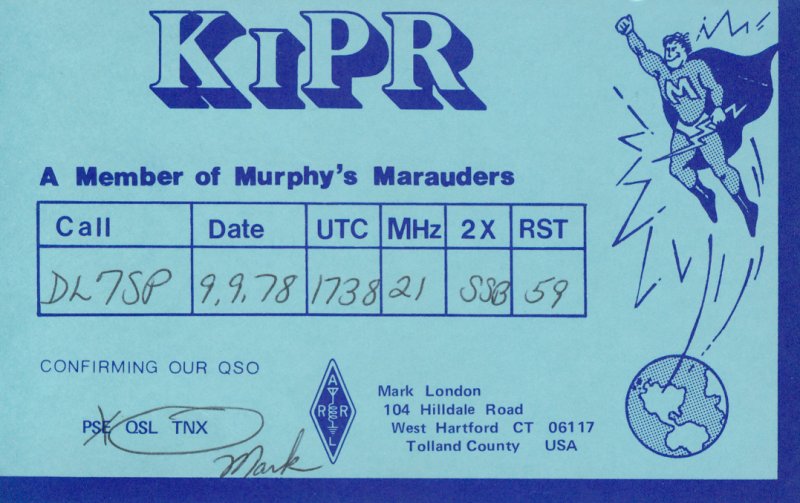 K1PR
M
A Member of Murphy's Marauders
Call Date UTC MHz 2X RST
DL7SP 9.9.78 1738 21 SSB 59
CONFIRMING OUR QSO
PSE QSL TNX
Mark
A
R R
L
Mark London
104 Hilldale Road
West Hartford CT 06117
Tolland County USA